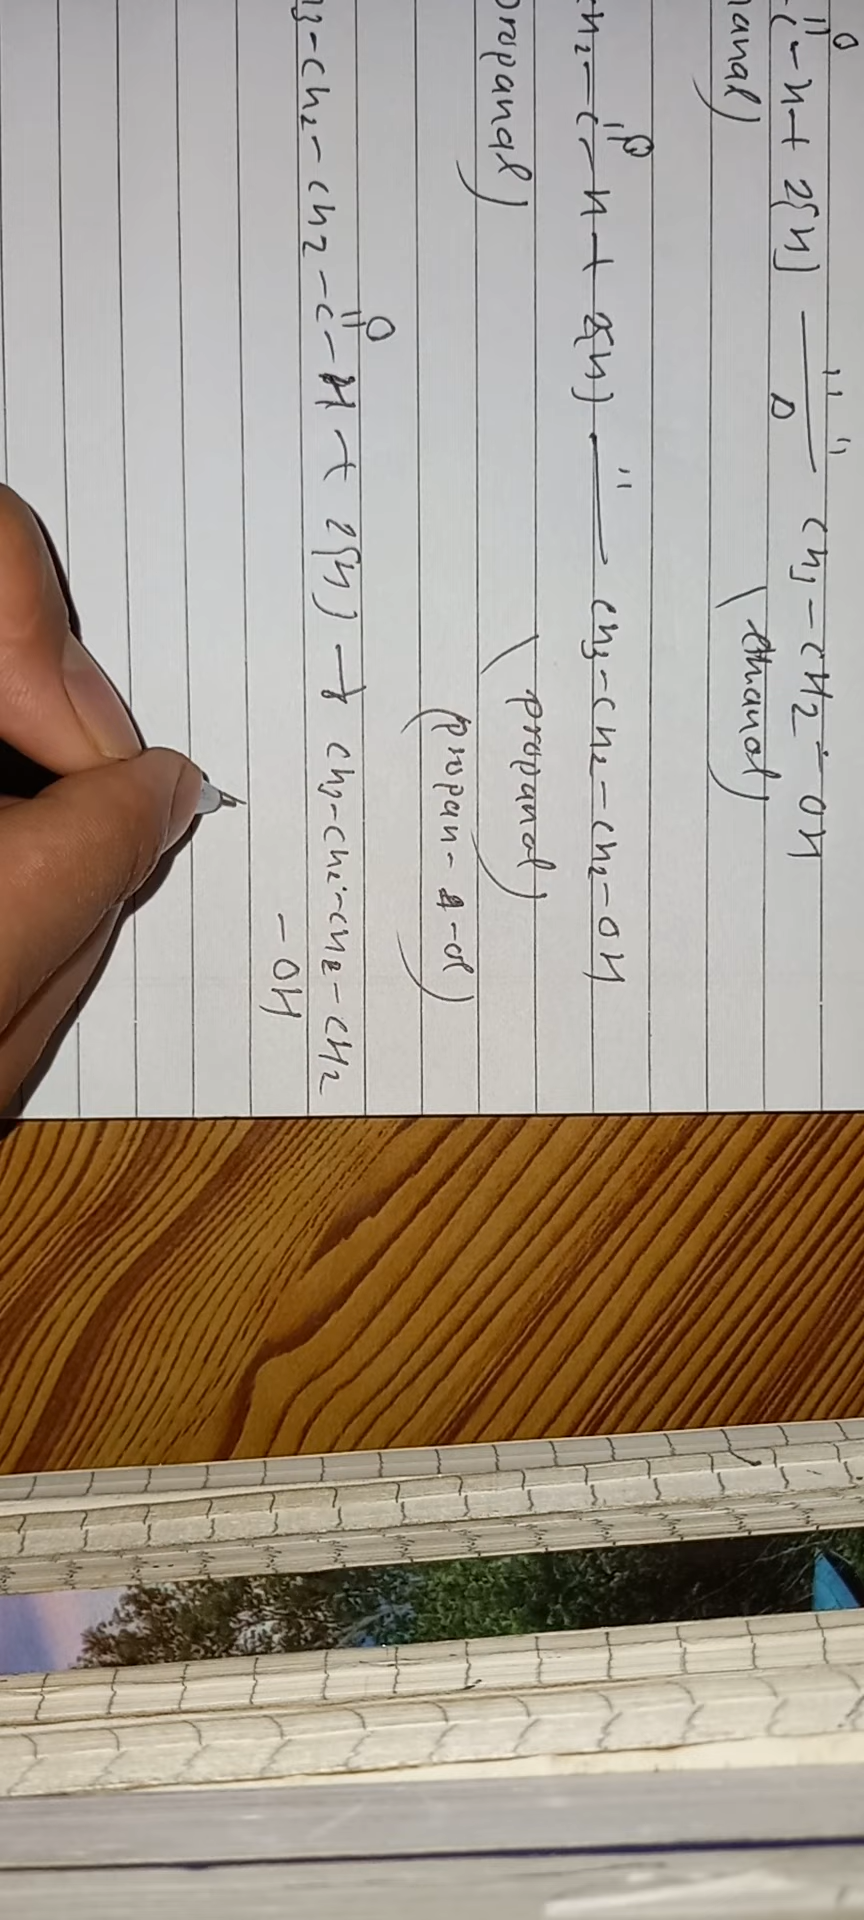 -C-H + 2[H] —— CH3-CH2-OH
O
"
" "
Δ
anal) (ethanol)
CH2-C-H + 2[H] —— CH3-CH2-CH2-OH
O
"
"
propanal) (propanol)
(propan-1-ol)
H3-CH2-CH2-C-H + 2[H] → CH3-CH2-CH2-CH2
O
"
-OH